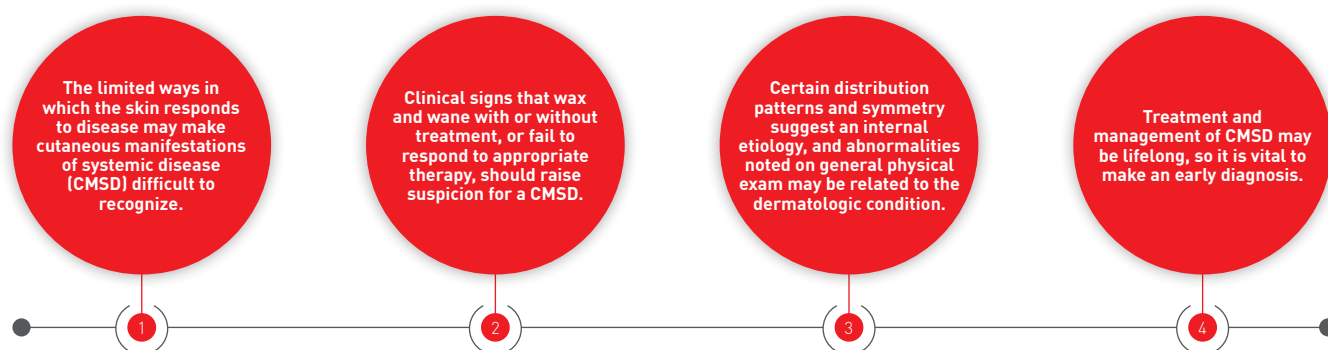 The limited ways in
which the skin responds
to disease may make
cutaneous manifestations
of systemic disease
(CMSD) difficult to
recognize.
1
Clinical signs that wax
and wane with or without
treatment, or fail to
respond to appropriate
therapy, should raise
suspicion for a CMSD.
2
Certain distribution
patterns and symmetry
suggest an internal
etiology, and abnormalities
noted on general physical
exam may be related to the
dermatologic condition.
3
Treatment and
management of CMSD may
be lifelong, so it is vital to
make an early diagnosis.
4